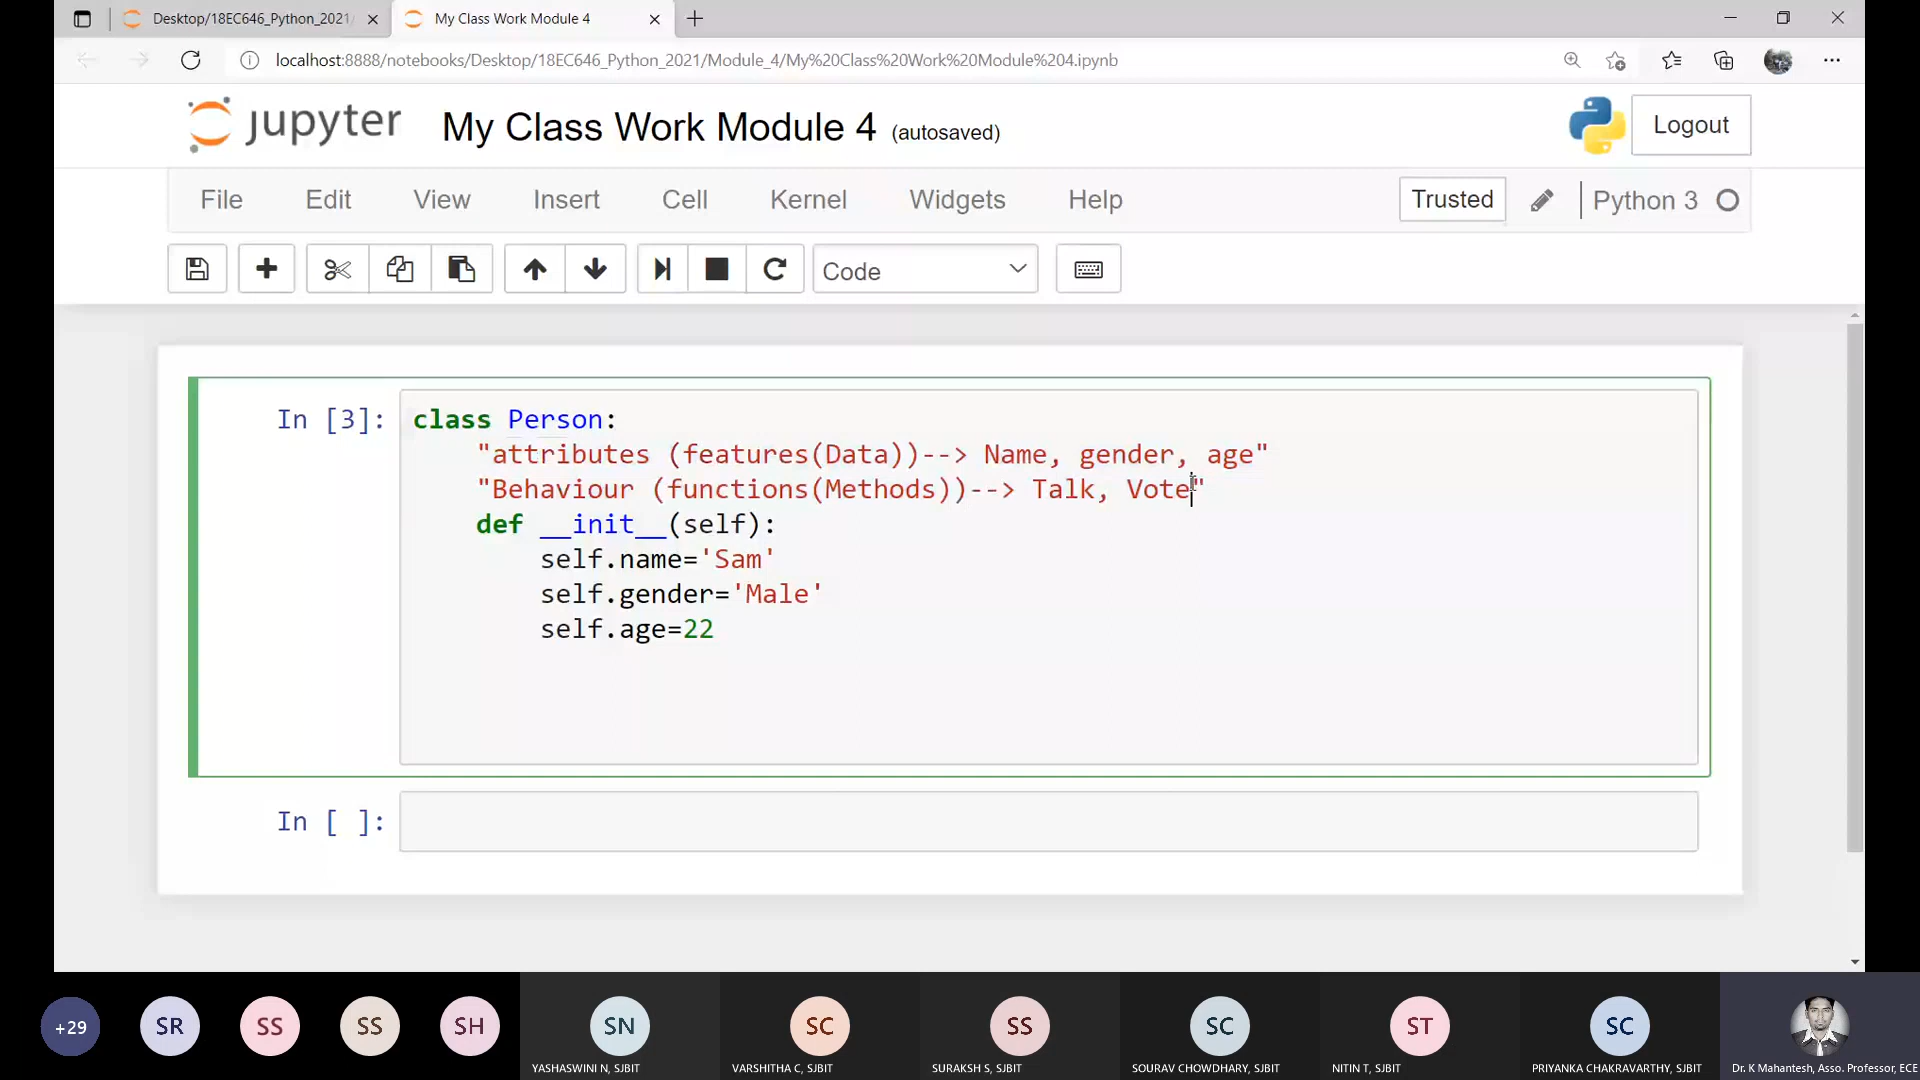 Desktop/18EC646_Python_2021/
My Class Work Module 4
localhost:8888/notebooks/Desktop/18EC646_Python_2021/Module_4/My%20Class%20Work%20Module%204.ipynb
jupyter My Class Work Module 4 (autosaved)
Logout
File Edit View Insert Cell Kernel Widgets Help
Trusted
Python 3
Code
In [3]:
class Person:
"attributes (features(Data))--> Name, gender, age"
"Behaviour (functions(Methods))--> Talk, Vote"
def __init__(self):
self.name='Sam'
self.gender='Male'
self.age=22
In [ ]:
+29 SR SS SS SH SN SC SS SC ST SC
YASHASWINI N, SJBIT
VARSHITHA C, SJBIT
SURAKSH S, SJBIT
SOURAV CHOWDHARY, SJBIT
NITIN T, SJBIT
PRIYANKA CHAKRAVARTHY, SJBIT
Dr. K Mahantesh, Asso. Professor, ECE